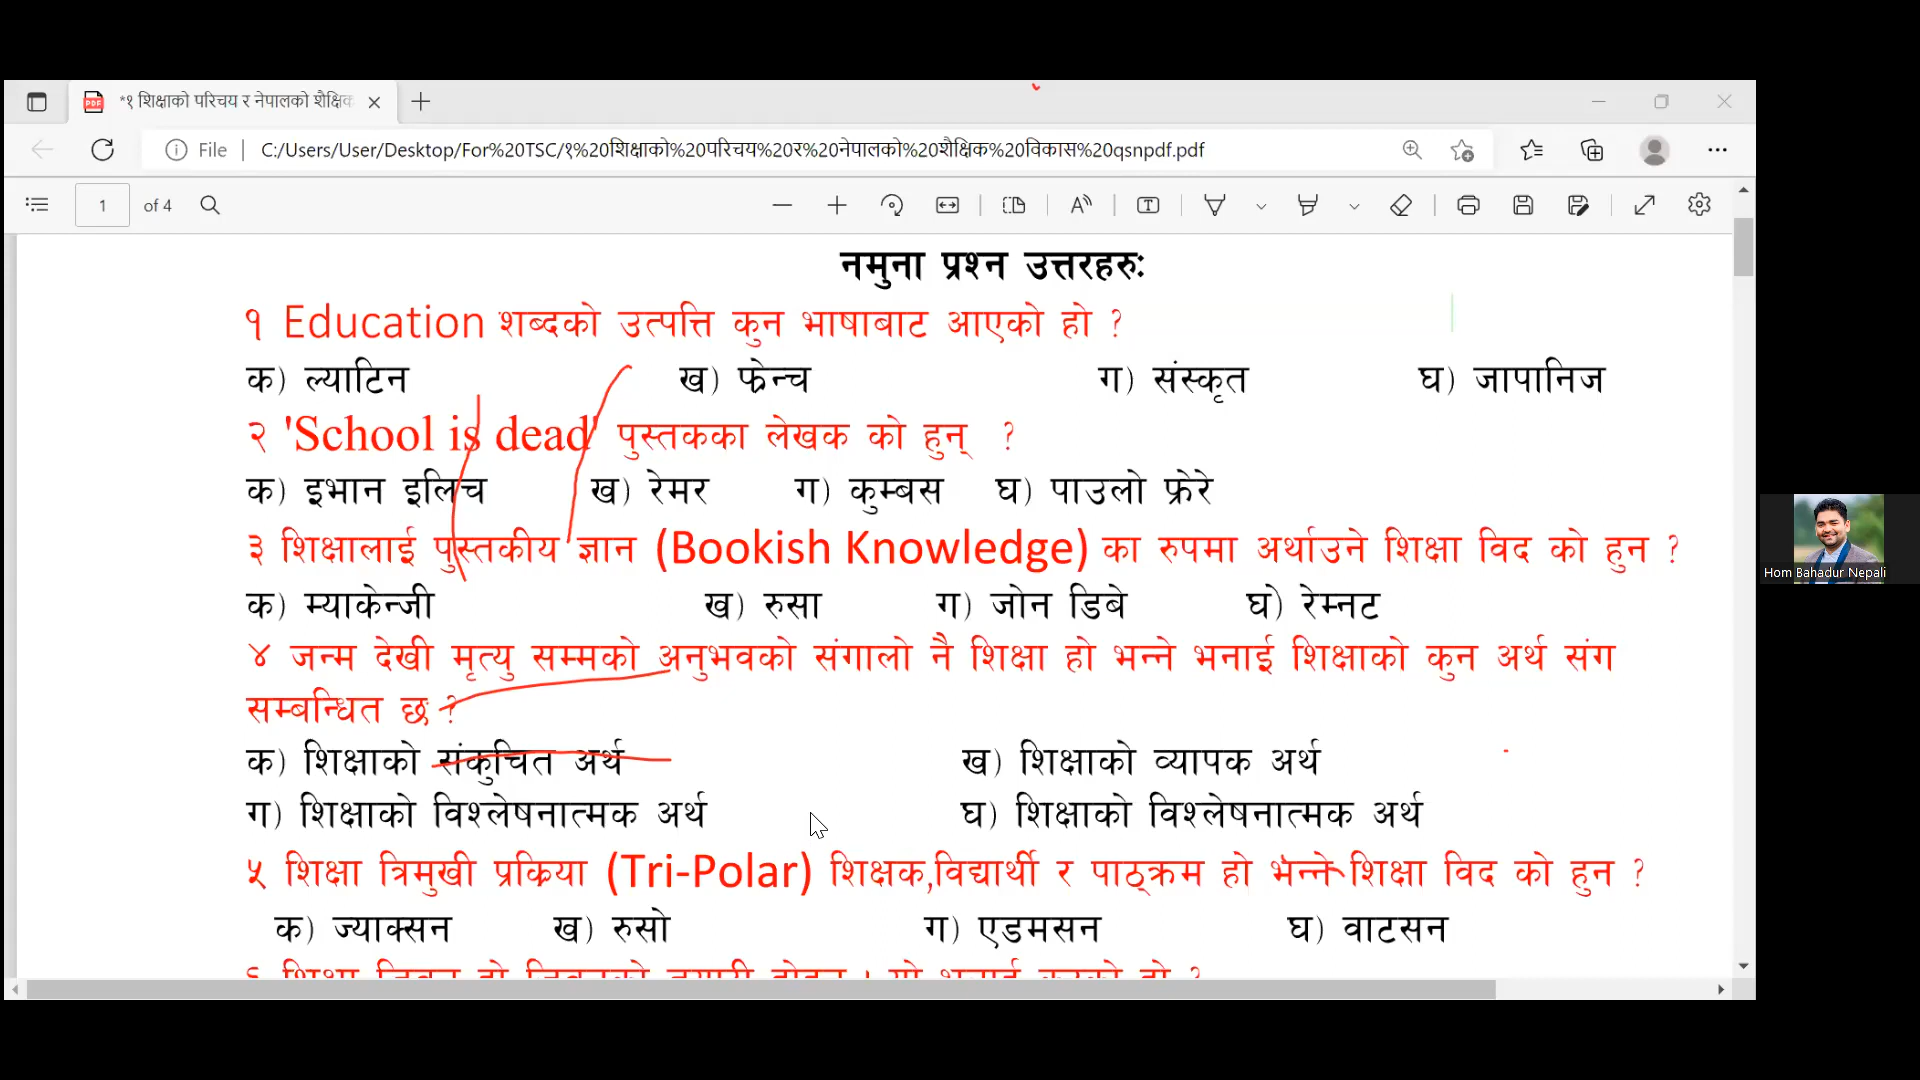 *१ शिक्षाको परिचय र नेपालको शैक्षिक
File
C:/Users/User/Desktop/For%20TSC/१%20शिक्षाको%20परिचय%20र%20नेपालको%20शैक्षिक%20विकास%20qsnpdf.pdf
1 of 4
नमुना प्रश्न उत्तरहरुः
१ Education शब्दको उत्पत्ति कुन भाषाबाट आएको हो ?
क) ल्याटिन ख) फ्रेन्च ग) संस्कृत घ) जापानिज
२ 'School is dead' पुस्तकका लेखक को हुन् ?
क) इभान इलिच ख) रेमर ग) कुम्बस घ) पाउलो फ्रेरे
३ शिक्षालाई पुस्तकीय ज्ञान (Bookish Knowledge) का रुपमा अर्थाउने शिक्षा विद को हुन ?
क) म्याकेन्जी ख) रुसा ग) जोन डिबे घ) रेम्नट
४ जन्म देखी मृत्यु सम्मको अनुभवको संगालो नै शिक्षा हो भन्ने भनाई शिक्षाको कुन अर्थ संग
सम्बन्धित छ ?
क) शिक्षाको संकुचित अर्थ ख) शिक्षाको व्यापक अर्थ
ग) शिक्षाको विश्लेषनात्मक अर्थ घ) शिक्षाको विश्लेषनात्मक अर्थ
५ शिक्षा त्रिमुखी प्रक्रिया (Tri-Polar) शिक्षक,विद्यार्थी र पाठ्क्रम हो भन्ने शिक्षा विद को हुन ?
क) ज्याक्सन ख) रुसो ग) एडमसन घ) वाटसन
Hom Bahadur Nepali